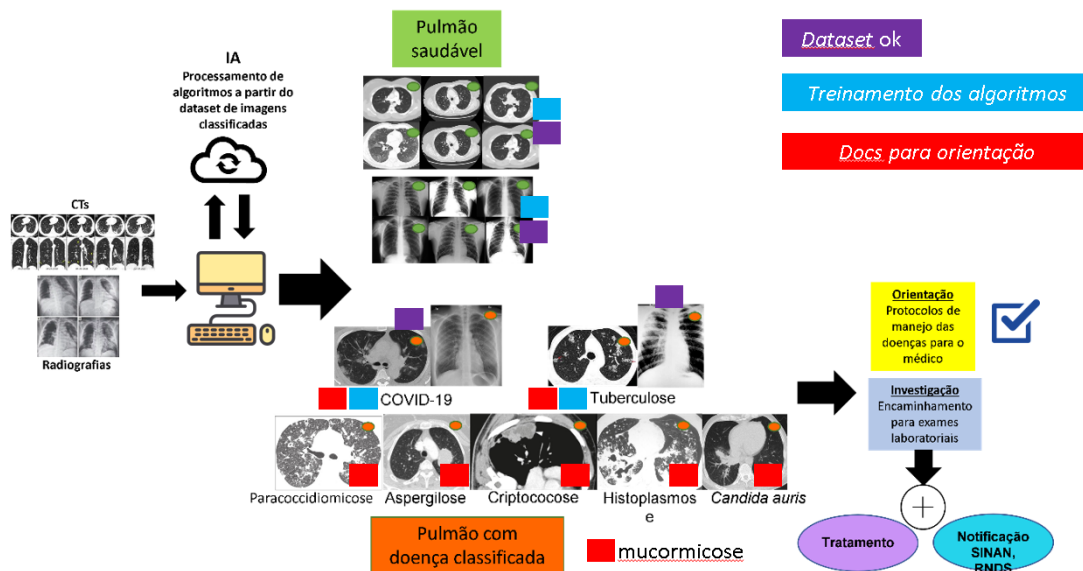 Pulmão
saudável
Dataset ok
Treinamento dos algoritmos
Docs para orientação
IA
Processamento de
algoritmos a partir do
dataset de imagens
classificadas
CTs
Radiografias
COVID-19
Tuberculose
Paracoccidiomicose
Aspergilose
Criptococose
Histoplasmos
e
Candida auris
Pulmão com
doença classificada
mucormicose
Orientação
Protocolos de
manejo das
doenças para o
médico
Investigação
Encaminhamento
para exames
laboratoriais
Tratamento
Notificação
SINAN,
RNDS